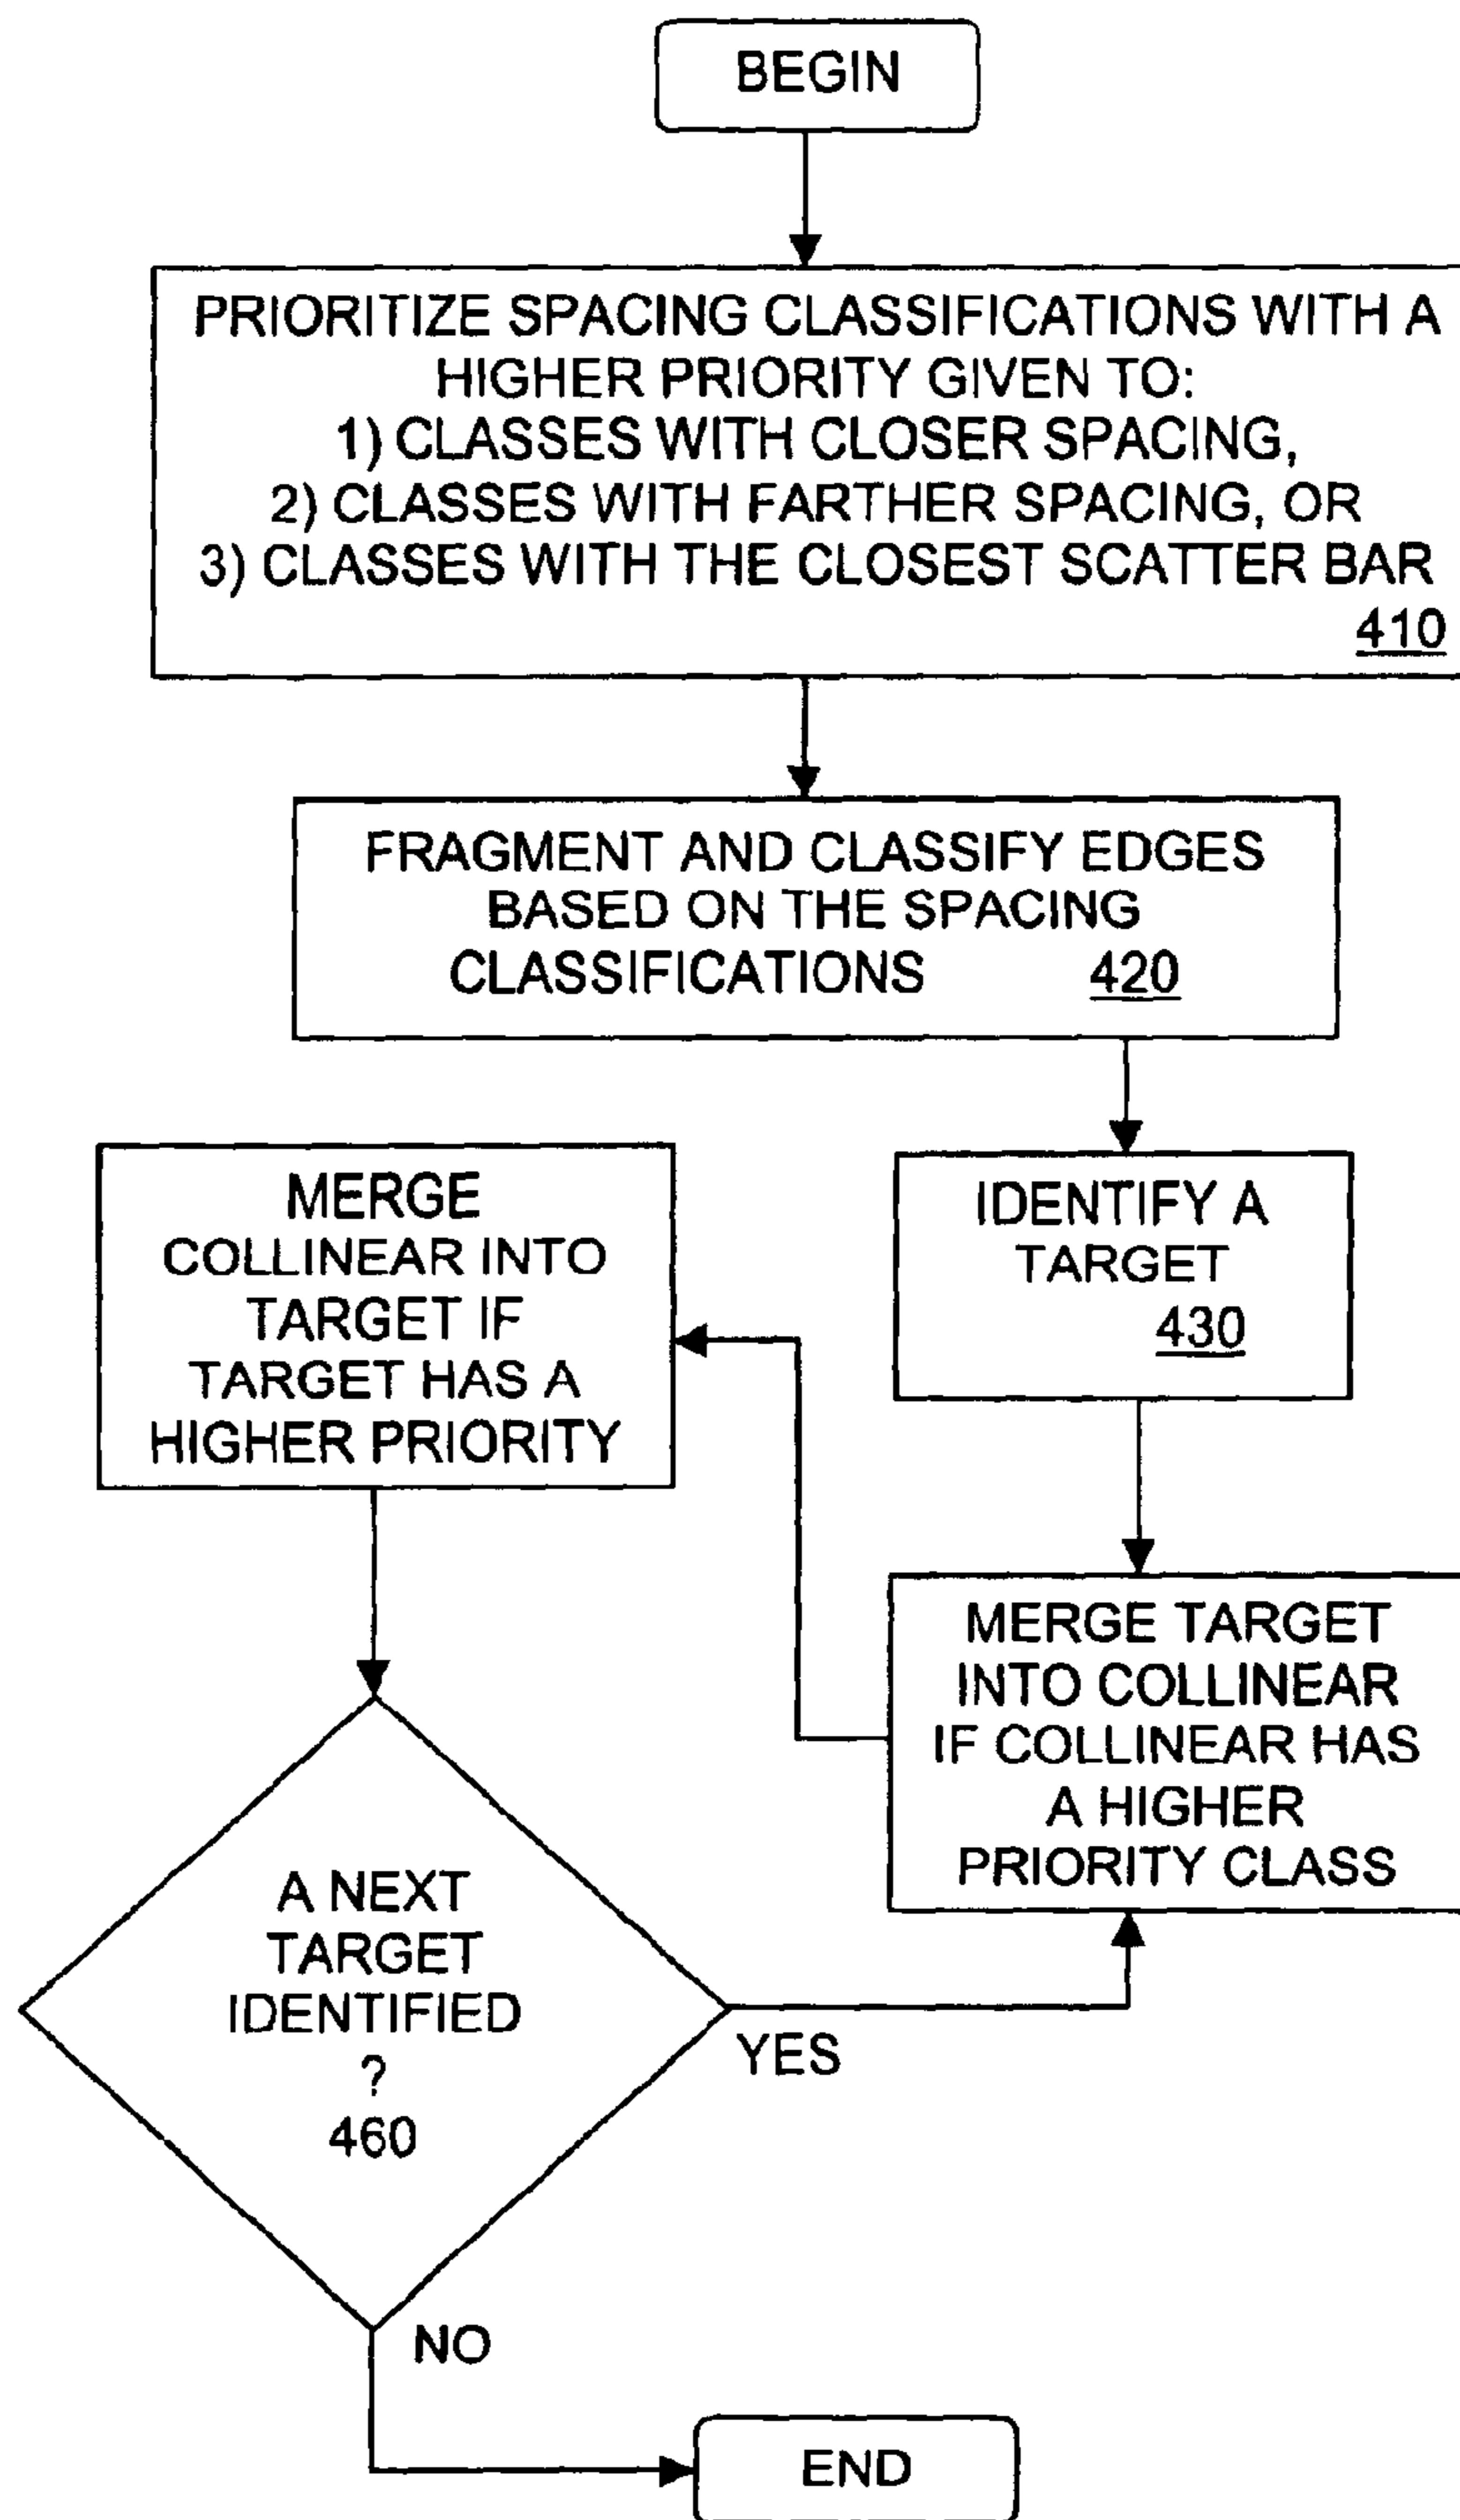 BEGIN
PRIORITIZE SPACING CLASSIFICATIONS WITH A
HIGHER PRIORITY GIVEN TO:
1) CLASSES WITH CLOSER SPACING,
2) CLASSES WITH FARTHER SPACING, OR
3) CLASSES WITH THE CLOSEST SCATTER BAR
410
FRAGMENT AND CLASSIFY EDGES
BASED ON THE SPACING
CLASSIFICATIONS 420
IDENTIFY A
TARGET
430
MERGE TARGET
INTO COLLINEAR
IF COLLINEAR HAS
A HIGHER
PRIORITY CLASS
MERGE
COLLINEAR INTO
TARGET IF
TARGET HAS A
HIGHER PRIORITY
A NEXT
TARGET
IDENTIFIED
?
460
YES
NO
END